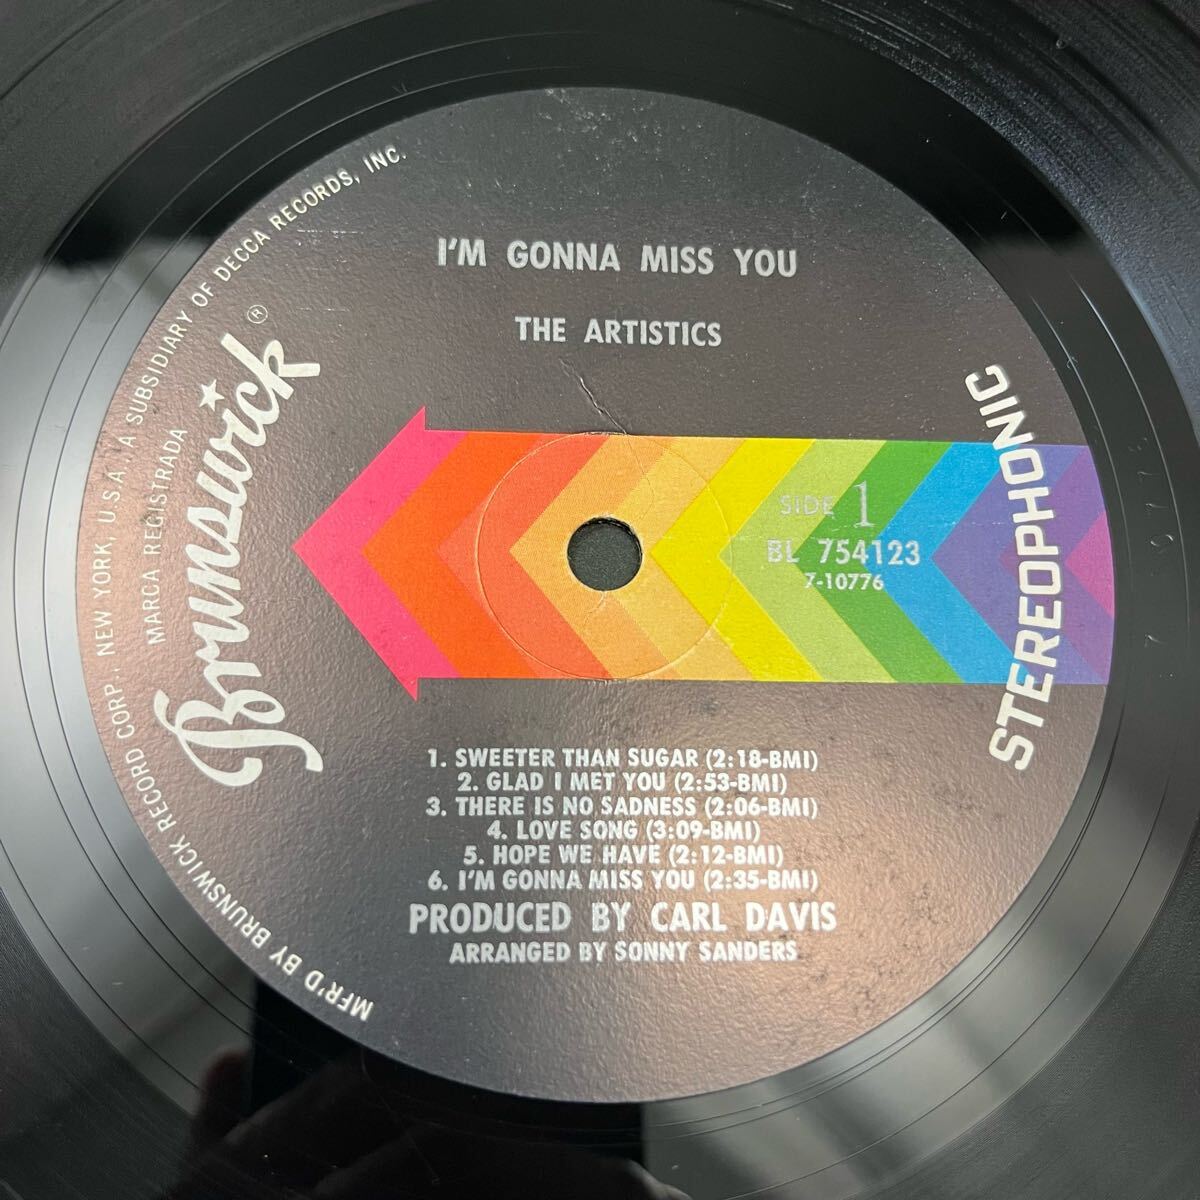 I'M GONNA MISS YOU
THE ARTISTICS
Brunswick®
MARCA REGISTRADA
MFR'D BY BRUNSWICK RECORD CORP., NEW YORK, U.S.A., A SUBSIDIARY OF DECCA RECORDS, INC.
STEREOPHONIC
SIDE 1
BL 754123
7-10776
1. SWEETER THAN SUGAR (2:18-BMI)
2. GLAD I MET YOU (2:53-BMI)
3. THERE IS NO SADNESS (2:06-BMI)
4. LOVE SONG (3:09-BMI)
5. HOPE WE HAVE (2:12-BMI)
6. I'M GONNA MISS YOU (2:35-BMI)
PRODUCED BY CARL DAVIS
ARRANGED BY SONNY SANDERS